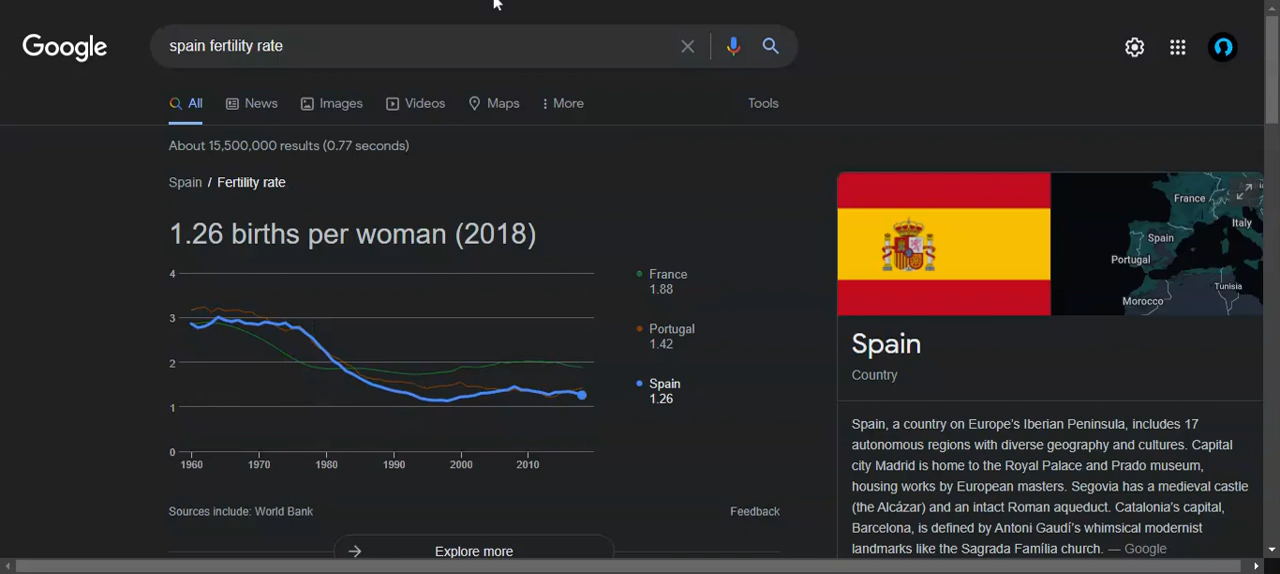 Google
spain fertility rate
All News Images Videos Maps More Tools
About 15,500,000 results (0.77 seconds)
Spain / Fertility rate
1.26 births per woman (2018)
4
3
2
1
0
1960 1970 1980 1990 2000 2010
France
1.88
Portugal
1.42
Spain
1.26
Sources include: World Bank
Feedback
Explore more
France
Italy
Spain
Portugal
Tunisia
Morocco
Spain
Country
Spain, a country on Europe's Iberian Peninsula, includes 17
autonomous regions with diverse geography and cultures. Capital
city Madrid is home to the Royal Palace and Prado museum,
housing works by European masters. Segovia has a medieval castle
(the Alcázar) and an intact Roman aqueduct. Catalonia's capital,
Barcelona, is defined by Antoni Gaudí's whimsical modernist
landmarks like the Sagrada Família church. — Google